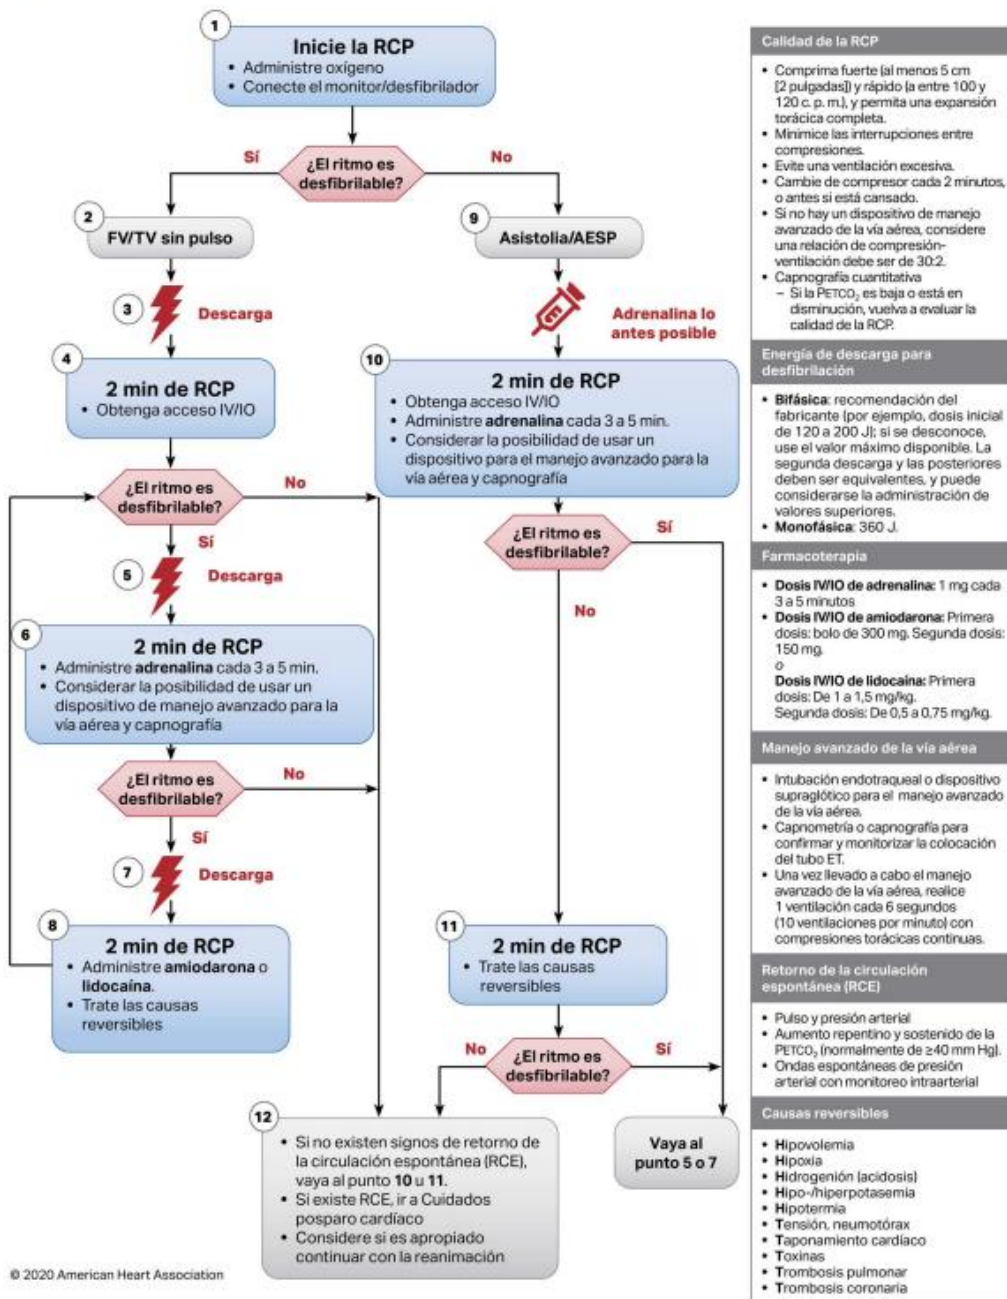 1
Inicie la RCP
• Administre oxígeno
• Conecte el monitor/desfibrilador
¿El ritmo es
desfibrilable?
Sí
No
2
FV/TV sin pulso
9
Asistolia/AESP
3
Descarga
Adrenalina lo
antes posible
4
2 min de RCP
• Obtenga acceso IV/IO
10
2 min de RCP
• Obtenga acceso IV/IO
• Administre adrenalina cada 3 a 5 min.
• Considerar la posibilidad de usar un
dispositivo para el manejo avanzado para la
vía aérea y capnografía
¿El ritmo es
desfibrilable?
No
Sí
¿El ritmo es
desfibrilable?
Sí
No
5
Descarga
6
2 min de RCP
• Administre adrenalina cada 3 a 5 min.
• Considerar la posibilidad de usar un
dispositivo de manejo avanzado para la
vía aérea y capnografía
¿El ritmo es
desfibrilable?
No
Sí
7
Descarga
8
2 min de RCP
• Administre amiodarona o
lidocaína.
• Trate las causas
reversibles
11
2 min de RCP
• Trate las causas
reversibles
¿El ritmo es
desfibrilable?
No
Sí
12
• Si no existen signos de retorno de
la circulación espontánea (RCE),
vaya al punto 10 u 11.
• Si existe RCE, ir a Cuidados
posparo cardíaco
• Considere si es apropiado
continuar con la reanimación
Vaya al
punto 5 o 7
© 2020 American Heart Association
Calidad de la RCP
• Comprima fuerte (al menos 5 cm
[2 pulgadas]) y rápido (a entre 100 y
120 c. p. m.), y permita una expansión
torácica completa.
• Minimice las interrupciones entre
compresiones.
• Evite una ventilación excesiva.
• Cambie de compresor cada 2 minutos,
o antes si está cansado.
• Si no hay un dispositivo de manejo
avanzado de la vía aérea, considere
una relación de compresión-
ventilación debe ser de 30:2.
• Capnografía cuantitativa
– Si la PETCO₂ es baja o está en
disminución, vuelva a evaluar la
calidad de la RCP.
Energía de descarga para
desfibrilación
• Bifásica: recomendación del
fabricante (por ejemplo, dosis inicial
de 120 a 200 J); si se desconoce,
use el valor máximo disponible. La
segunda descarga y las posteriores
deben ser equivalentes, y puede
considerarse la administración de
valores superiores.
• Monofásica: 360 J.
Farmacoterapia
• Dosis IV/IO de adrenalina: 1 mg cada
3 a 5 minutos
• Dosis IV/IO de amiodarona: Primera
dosis: bolo de 300 mg. Segunda dosis:
150 mg.
o
Dosis IV/IO de lidocaína: Primera
dosis: De 1 a 1,5 mg/kg.
Segunda dosis: De 0,5 a 0,75 mg/kg.
Manejo avanzado de la vía aérea
• Intubación endotraqueal o dispositivo
supraglótico para el manejo avanzado
de la vía aérea.
• Capnometría o capnografía para
confirmar y monitorizar la colocación
del tubo ET.
• Una vez llevado a cabo el manejo
avanzado de la vía aérea, realice
1 ventilación cada 6 segundos
(10 ventilaciones por minuto) con
compresiones torácicas continuas.
Retorno de la circulación
espontánea (RCE)
• Pulso y presión arterial
• Aumento repentino y sostenido de la
PETCO₂ (normalmente de ≥40 mm Hg).
• Ondas espontáneas de presión
arterial con monitoreo intraarterial
Causas reversibles
• Hipovolemia
• Hipoxia
• Hidrogenión (acidosis)
• Hipo-/hiperpotasemia
• Hipotermia
• Tensión, neumotórax
• Taponamiento cardíaco
• Toxinas
• Trombosis pulmonar
• Trombosis coronaria